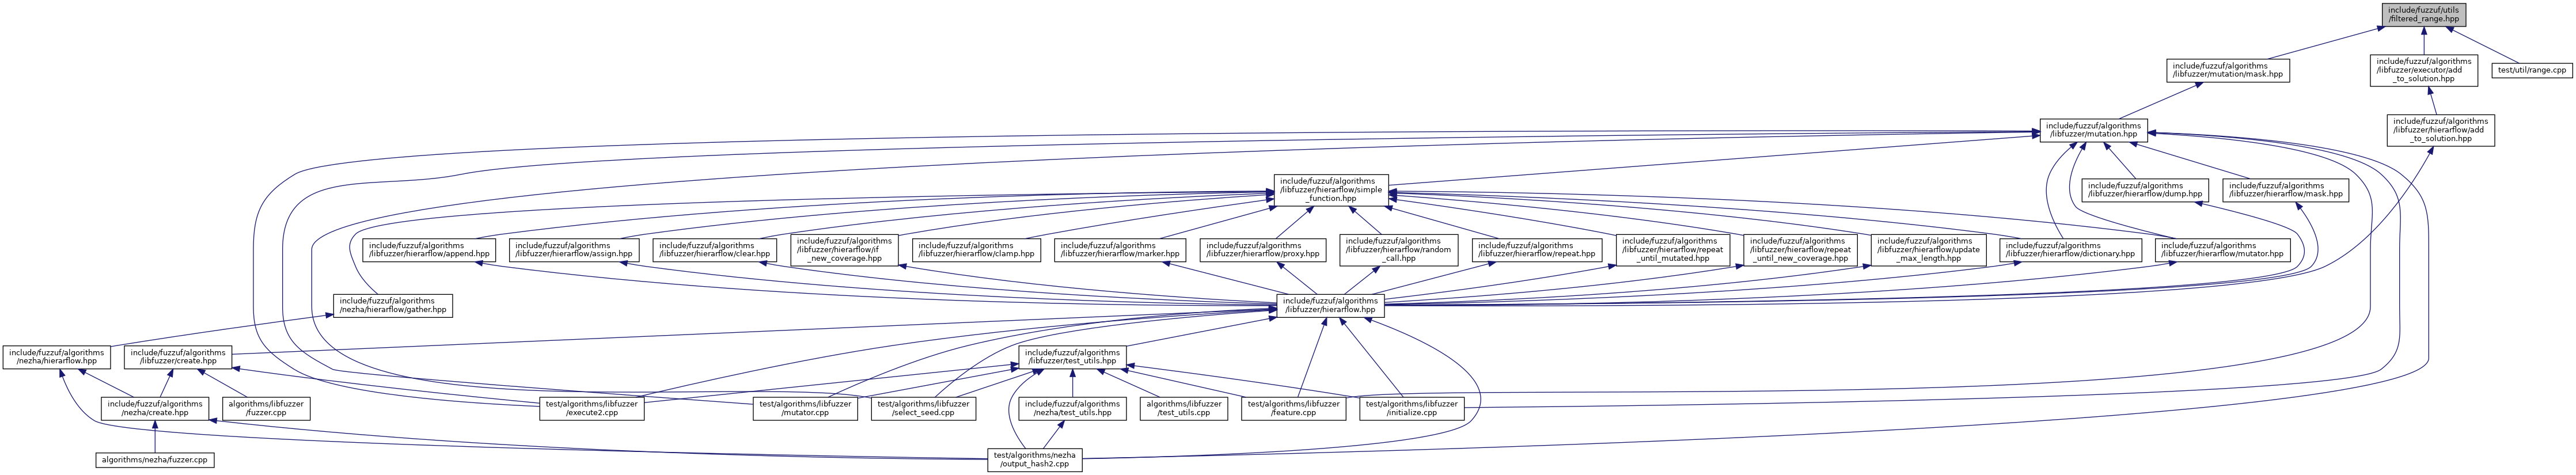 include/fuzzuf/utils
/filtered_range.hpp
include/fuzzuf/algorithms
/libfuzzer/mutation/mask.hpp
include/fuzzuf/algorithms
/libfuzzer/executor/add
_to_solution.hpp
test/util/range.cpp
include/fuzzuf/algorithms
/libfuzzer/mutation.hpp
include/fuzzuf/algorithms
/libfuzzer/hierarflow/add
_to_solution.hpp
include/fuzzuf/algorithms
/libfuzzer/hierarflow/simple
_function.hpp
include/fuzzuf/algorithms
/libfuzzer/hierarflow/dump.hpp
include/fuzzuf/algorithms
/libfuzzer/hierarflow/mask.hpp
include/fuzzuf/algorithms
/libfuzzer/hierarflow/append.hpp
include/fuzzuf/algorithms
/libfuzzer/hierarflow/assign.hpp
include/fuzzuf/algorithms
/libfuzzer/hierarflow/clear.hpp
include/fuzzuf/algorithms
/libfuzzer/hierarflow/if
_new_coverage.hpp
include/fuzzuf/algorithms
/libfuzzer/hierarflow/clamp.hpp
include/fuzzuf/algorithms
/libfuzzer/hierarflow/marker.hpp
include/fuzzuf/algorithms
/libfuzzer/hierarflow/proxy.hpp
include/fuzzuf/algorithms
/libfuzzer/hierarflow/random
_call.hpp
include/fuzzuf/algorithms
/libfuzzer/hierarflow/repeat.hpp
include/fuzzuf/algorithms
/libfuzzer/hierarflow/repeat
_until_mutated.hpp
include/fuzzuf/algorithms
/libfuzzer/hierarflow/repeat
_until_new_coverage.hpp
include/fuzzuf/algorithms
/libfuzzer/hierarflow/update
_max_length.hpp
include/fuzzuf/algorithms
/libfuzzer/hierarflow/dictionary.hpp
include/fuzzuf/algorithms
/libfuzzer/hierarflow/mutator.hpp
include/fuzzuf/algorithms
/nezha/hierarflow/gather.hpp
include/fuzzuf/algorithms
/libfuzzer/hierarflow.hpp
include/fuzzuf/algorithms
/nezha/hierarflow.hpp
include/fuzzuf/algorithms
/libfuzzer/create.hpp
include/fuzzuf/algorithms
/libfuzzer/test_utils.hpp
include/fuzzuf/algorithms
/nezha/create.hpp
algorithms/libfuzzer
/fuzzer.cpp
test/algorithms/libfuzzer
/execute2.cpp
test/algorithms/libfuzzer
/mutator.cpp
test/algorithms/libfuzzer
/select_seed.cpp
include/fuzzuf/algorithms
/nezha/test_utils.hpp
algorithms/libfuzzer
/test_utils.cpp
test/algorithms/libfuzzer
/feature.cpp
test/algorithms/libfuzzer
/initialize.cpp
algorithms/nezha/fuzzer.cpp
test/algorithms/nezha
/output_hash2.cpp